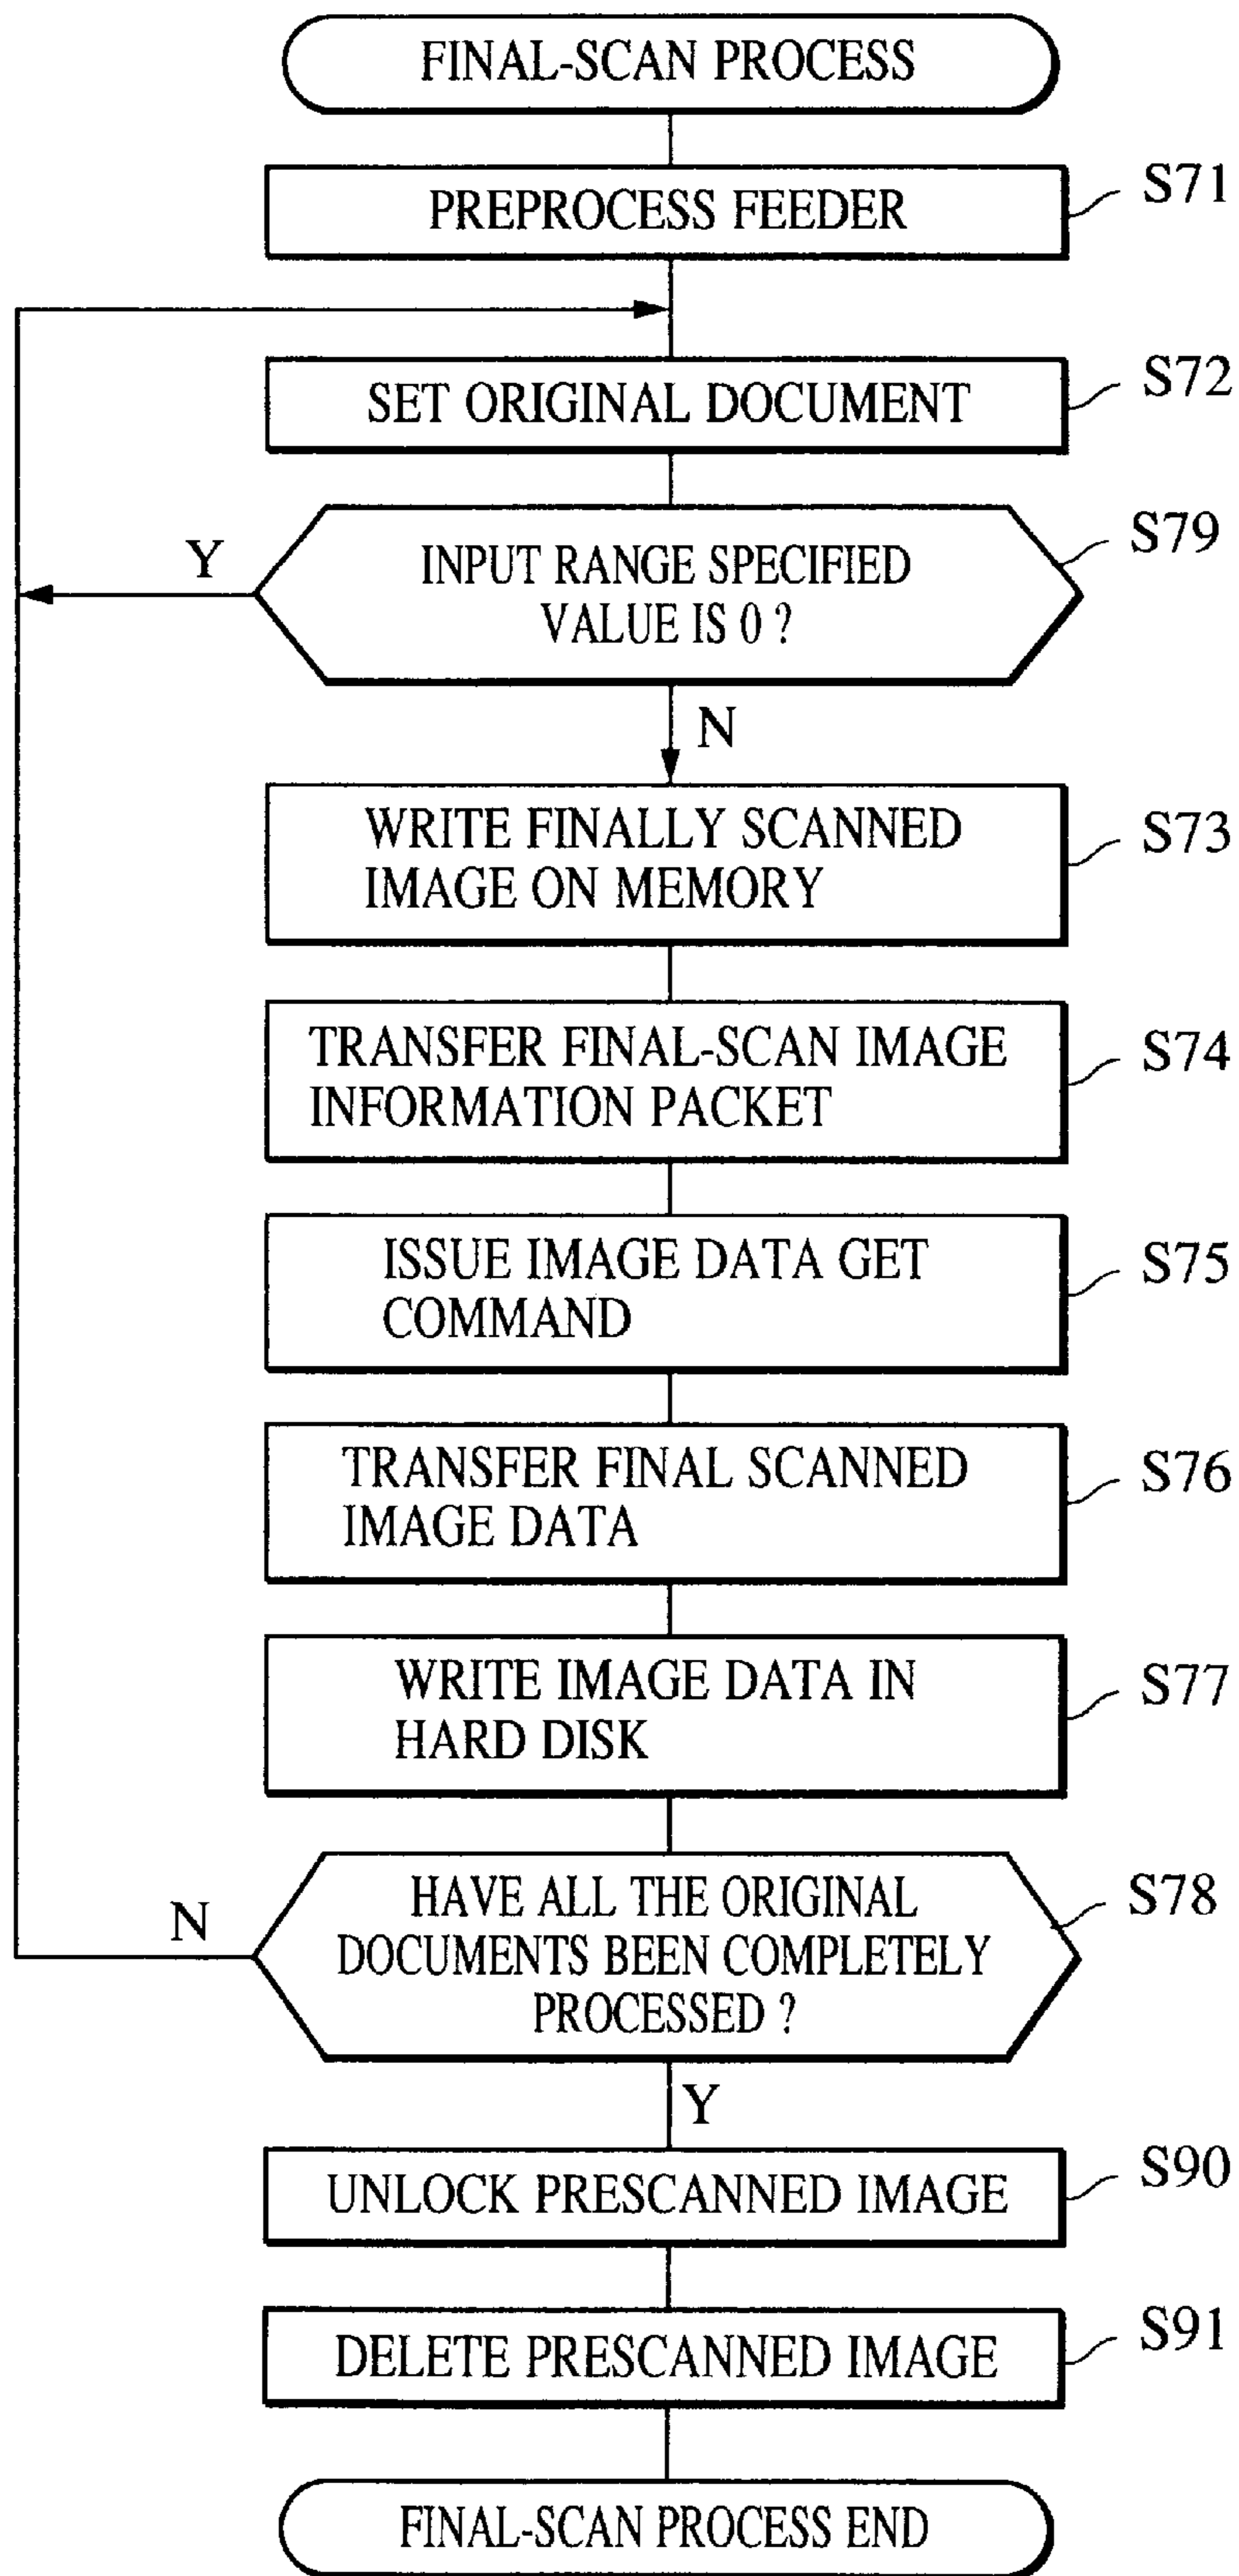 FINAL-SCAN PROCESS
PREPROCESS FEEDER
S71
SET ORIGINAL DOCUMENT
S72
INPUT RANGE SPECIFIED
VALUE IS 0 ?
S79
Y
N
WRITE FINALLY SCANNED
IMAGE ON MEMORY
S73
TRANSFER FINAL-SCAN IMAGE
INFORMATION PACKET
S74
ISSUE IMAGE DATA GET
COMMAND
S75
TRANSFER FINAL SCANNED
IMAGE DATA
S76
WRITE IMAGE DATA IN
HARD DISK
S77
HAVE ALL THE ORIGINAL
DOCUMENTS BEEN COMPLETELY
PROCESSED ?
S78
N
Y
UNLOCK PRESCANNED IMAGE
S90
DELETE PRESCANNED IMAGE
S91
FINAL-SCAN PROCESS END